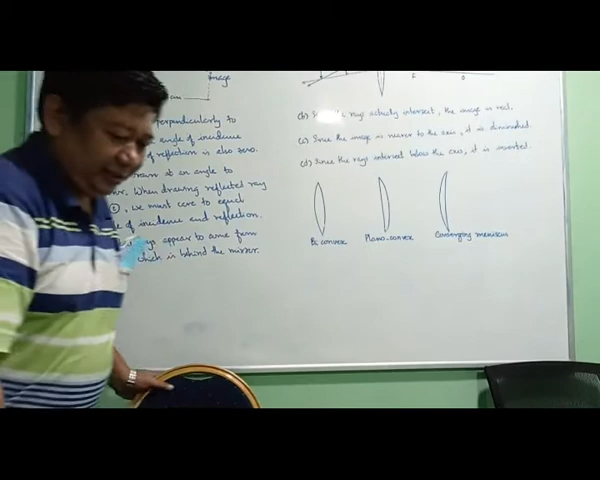 Image
perpendicularly to
angle of incidence
of reflection is also zero.
at an angle to
When drawing reflected ray
②, we must care to equal
of incidence and reflection.
appear to come from
which is behind the mirror.
F
O
(b) rays actually intersect, the image is real.
(c) Since the image is nearer to the axis, it is diminished.
(d) Since the rays intersect below the axis, it is inverted.
Bi convex Plano-convex Converging meniscus